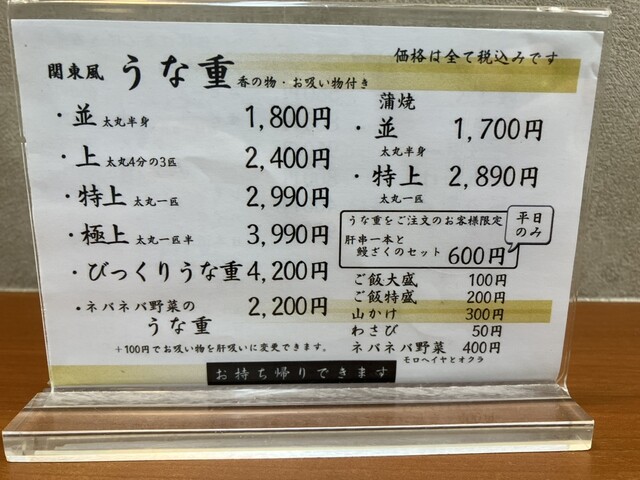 価格は全て税込みです
関東風 うな重 香の物・お吸い物付き
・並 太丸半身 1,800円
・上 太丸4分の3匹 2,400円
・特上 太丸一匹 2,990円
・極上 太丸一匹半 3,990円
・びっくりうな重 4,200円
・ネバネバ野菜の
うな重 2,200円
+100円でお吸い物を肝吸いに変更できます。
蒲焼
・並 1,700円
太丸半身
・特上 2,890円
太丸一匹
うな重をご注文のお客様限定
平日
のみ
肝串一本と
鰻ざくのセット 600円
ご飯大盛 100円
ご飯特盛 200円
山かけ 300円
わさび 50円
ネバネバ野菜 400円
モロヘイヤとオクラ
お持ち帰りできます